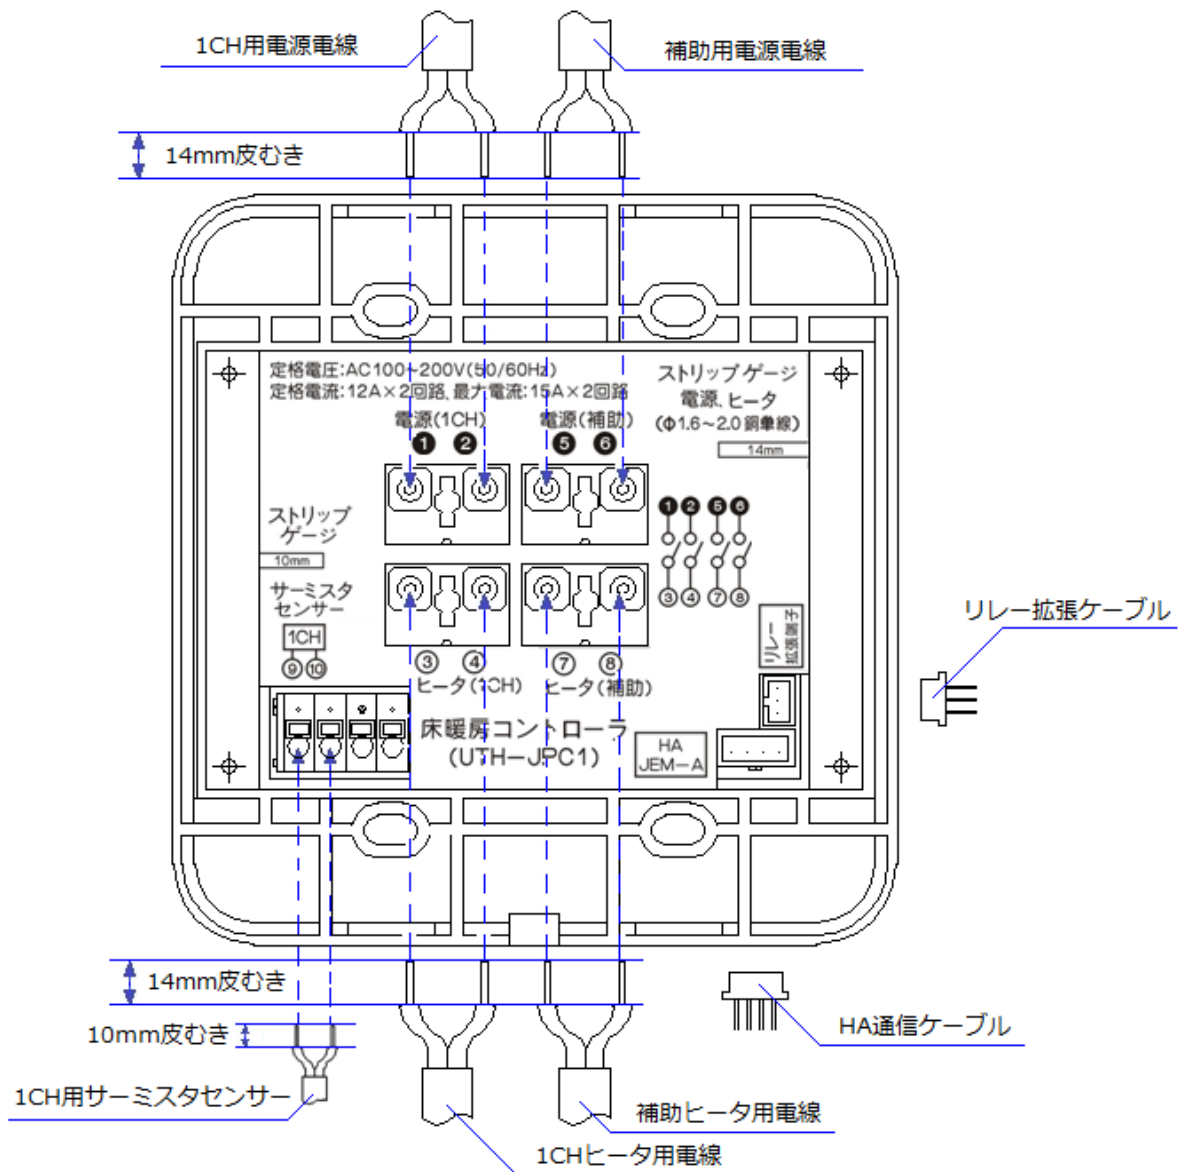 1CH用電源電線
補助用電源電線
14mm皮むき
定格電圧:AC100~200V(50/60Hz)
定格電流:12A×2回路, 最大電流:15A×2回路
電源(1CH)
電源(補助)
❶ ❷
❺ ❻
ストリップ ゲージ
電源, ヒータ
(Φ1.6~2.0 銅単線)
14mm
ストリップ
ゲージ
10mm
サーミスタ
センサー
1CH
⑨ ⑩
❶ ❷ ❺ ❻
③ ④ ⑦ ⑧
③ ④
ヒータ(1CH)
⑦ ⑧
ヒータ(補助)
リレー
拡張端子
リレー拡張ケーブル
床暖房コントローラ
(UTH-JPC1)
HA
JEM-A
14mm皮むき
10mm皮むき
HA通信ケーブル
1CH用サーミスタセンサー
補助ヒータ用電線
1CHヒータ用電線